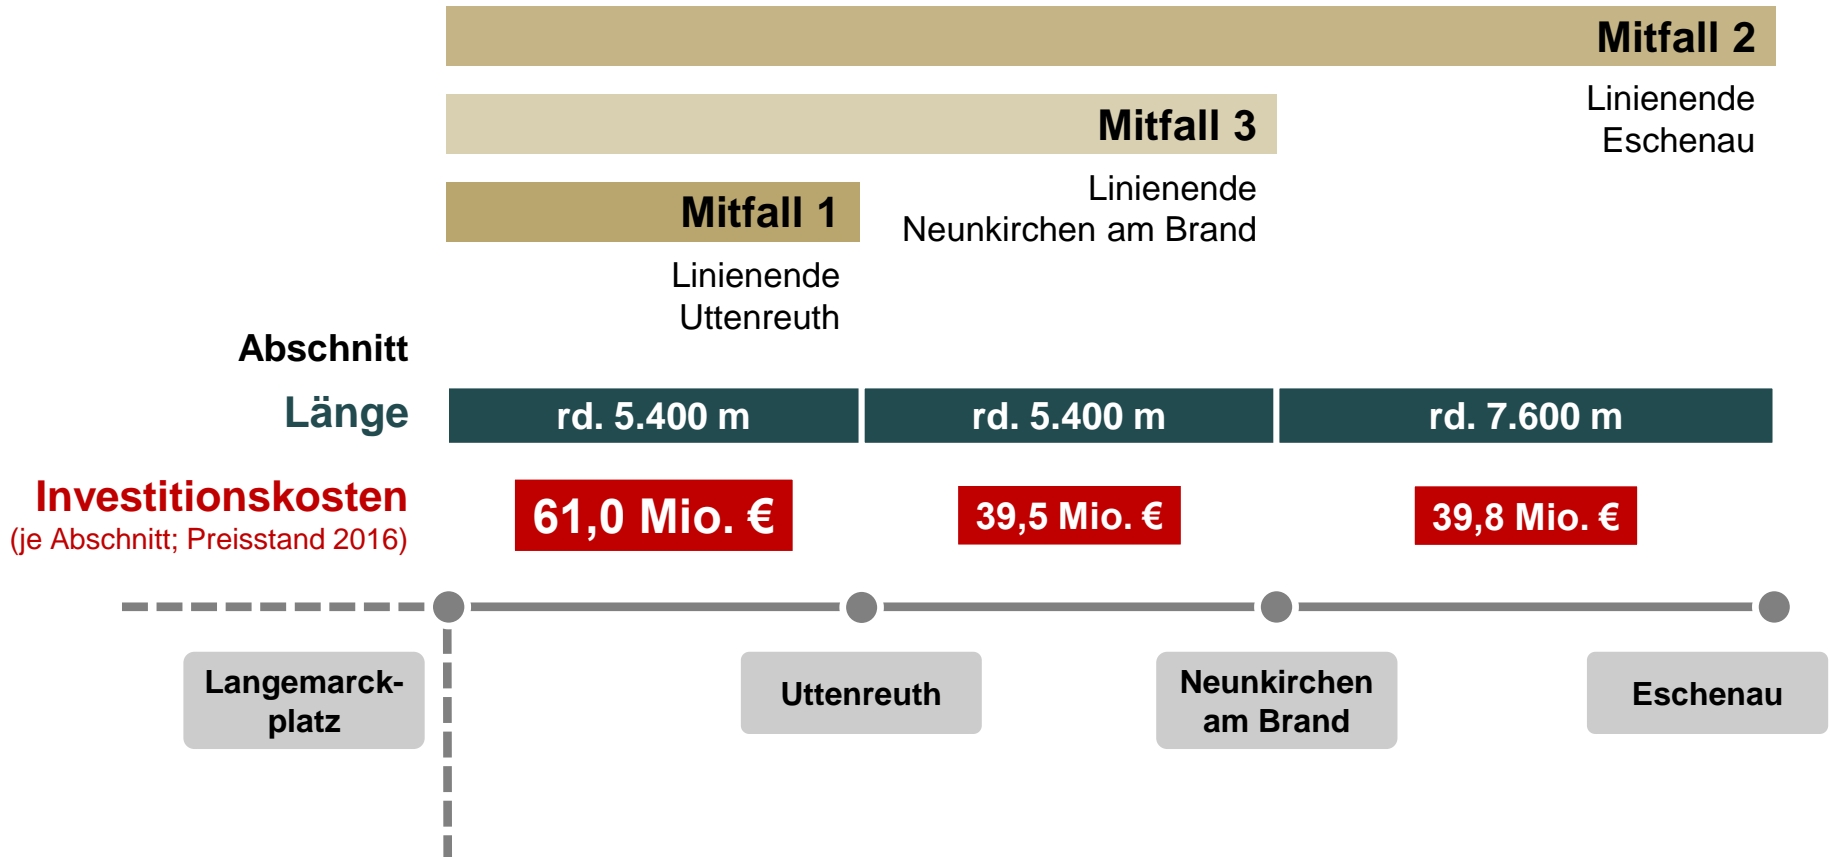 Mitfall 2
Linienende
Eschenau
Mitfall 3
Linienende
Neunkirchen am Brand
Mitfall 1
Linienende
Uttenreuth
Abschnitt
Länge
rd. 5.400 m
rd. 5.400 m
rd. 7.600 m
Investitionskosten
(je Abschnitt; Preisstand 2016)
61,0 Mio. €
39,5 Mio. €
39,8 Mio. €
Langemarck-
platz
Uttenreuth
Neunkirchen
am Brand
Eschenau